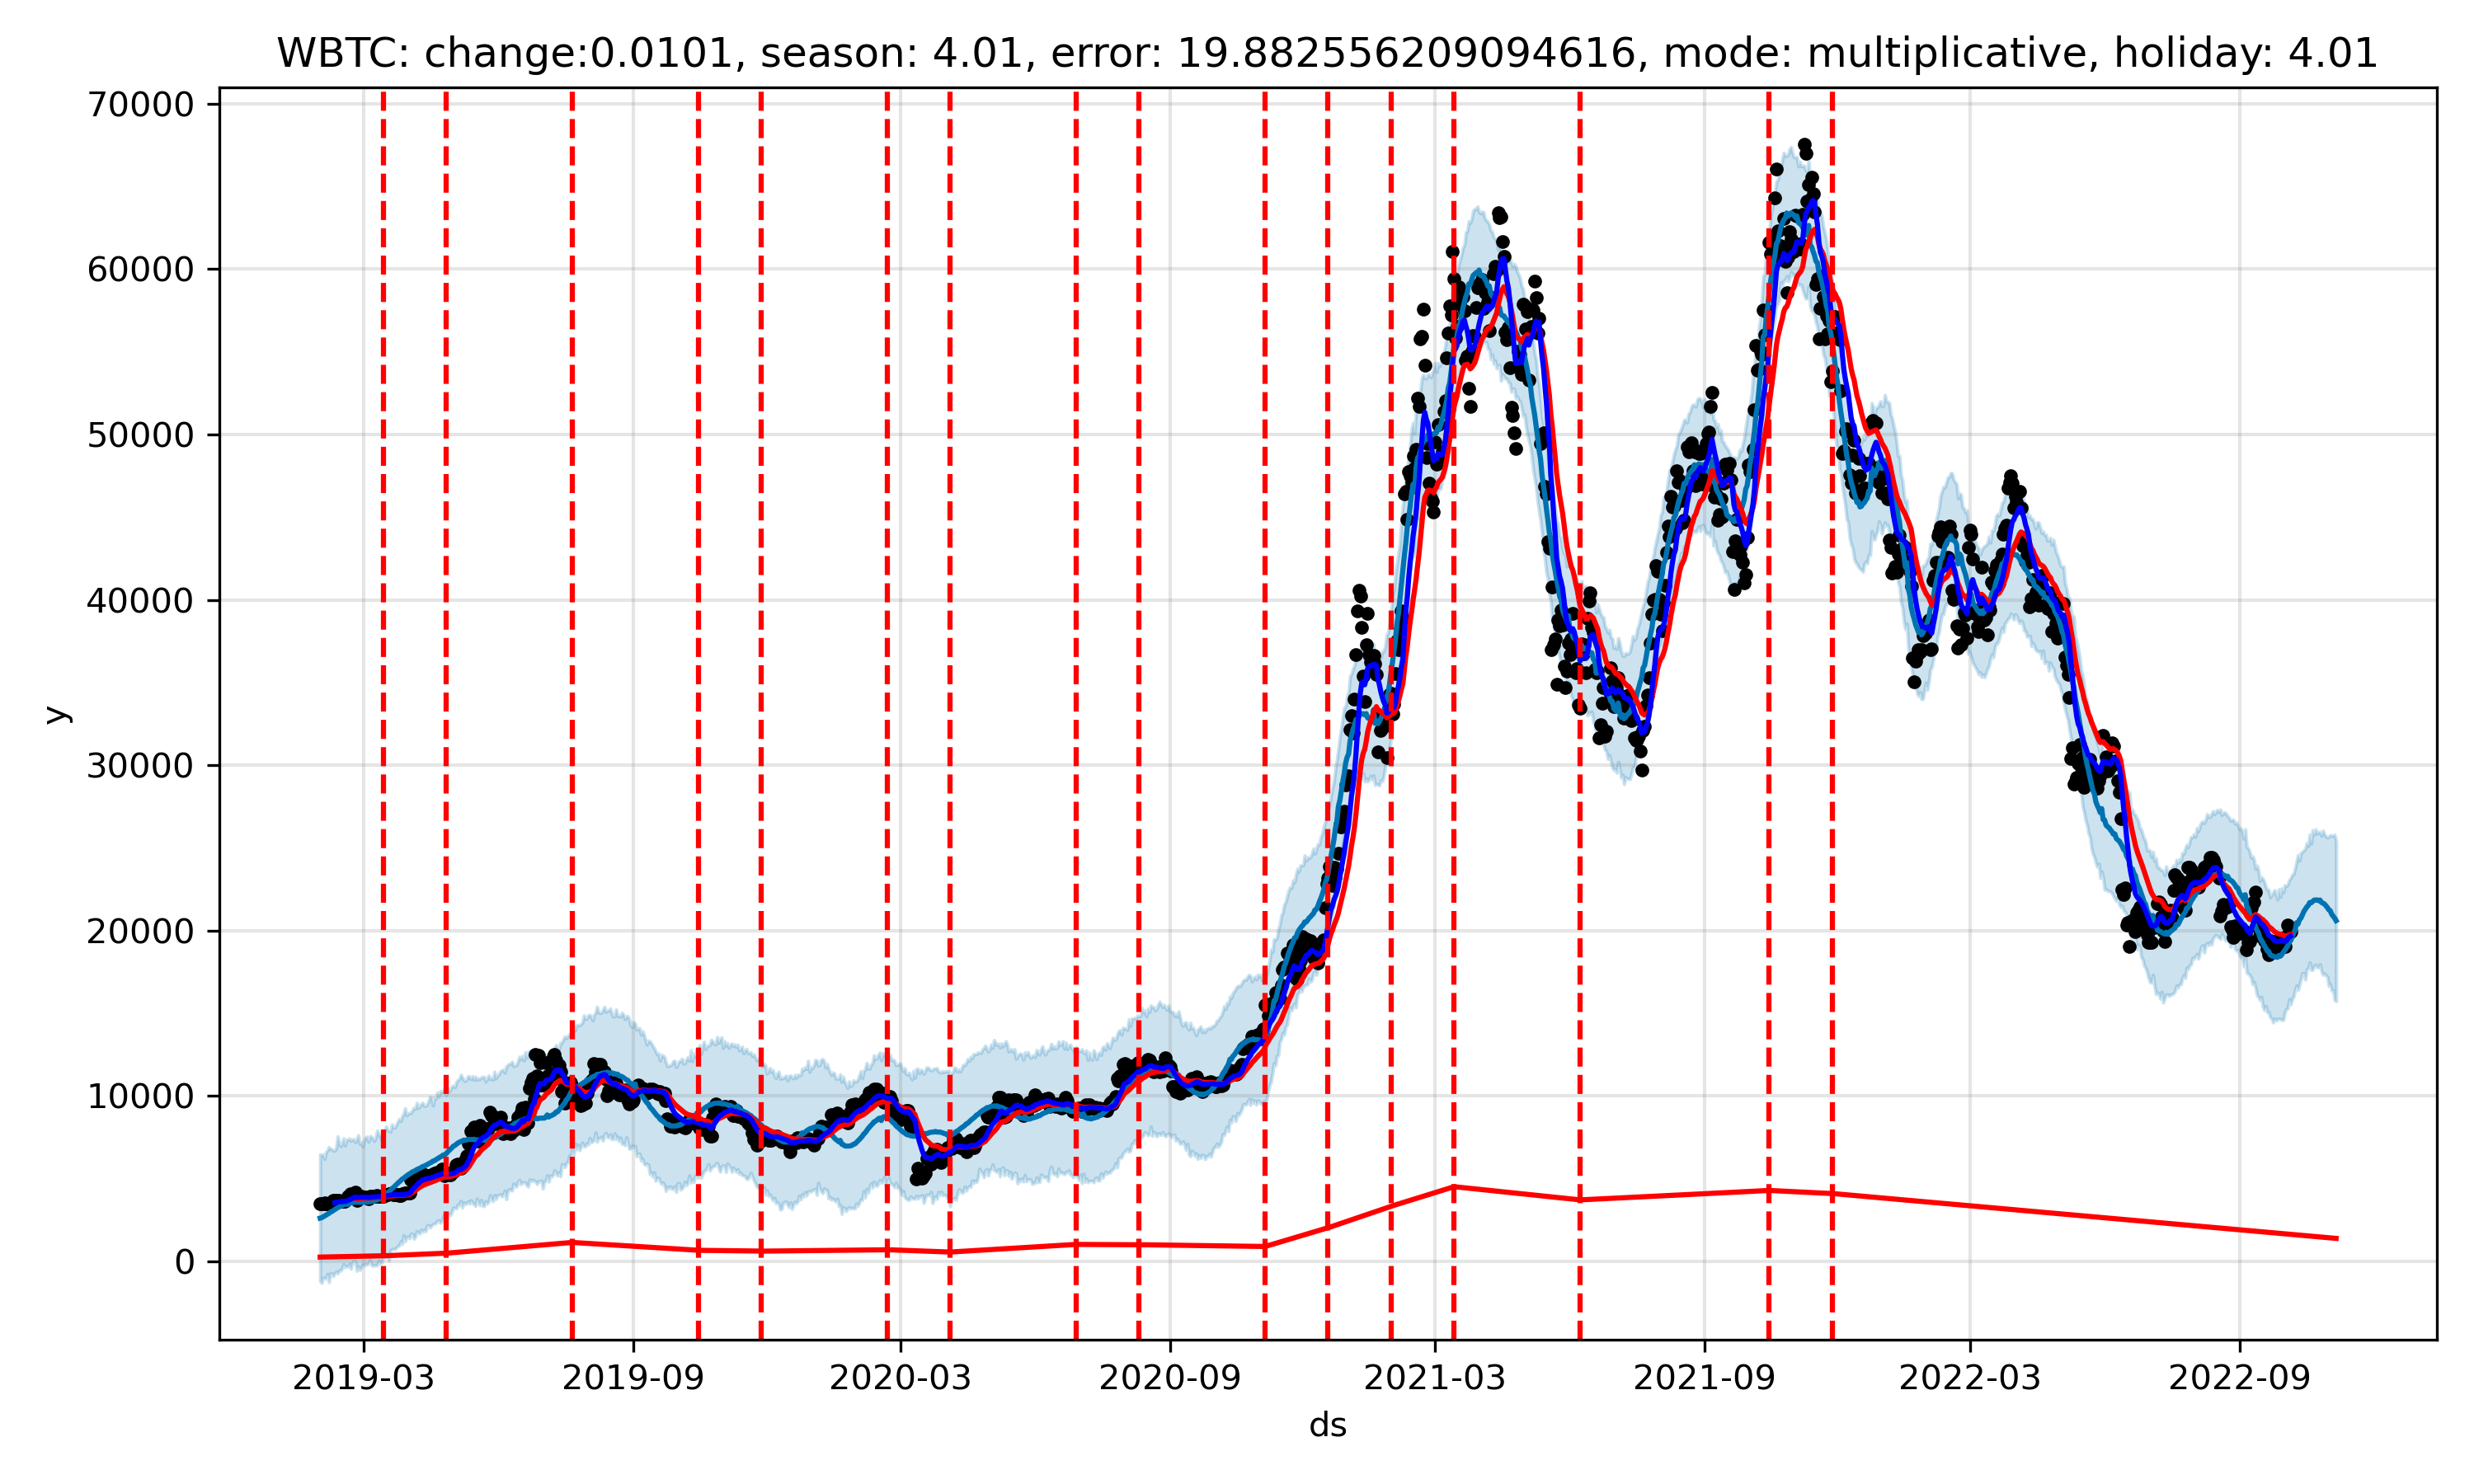 WBTC: change:0.0101, season: 4.01, error: 19.882556209094616, mode: multiplicative, holiday: 4.01
70000
60000
50000
40000
30000
20000
10000
0
y
2019-03 2019-09 2020-03 2020-09 2021-03 2021-09 2022-03 2022-09
ds